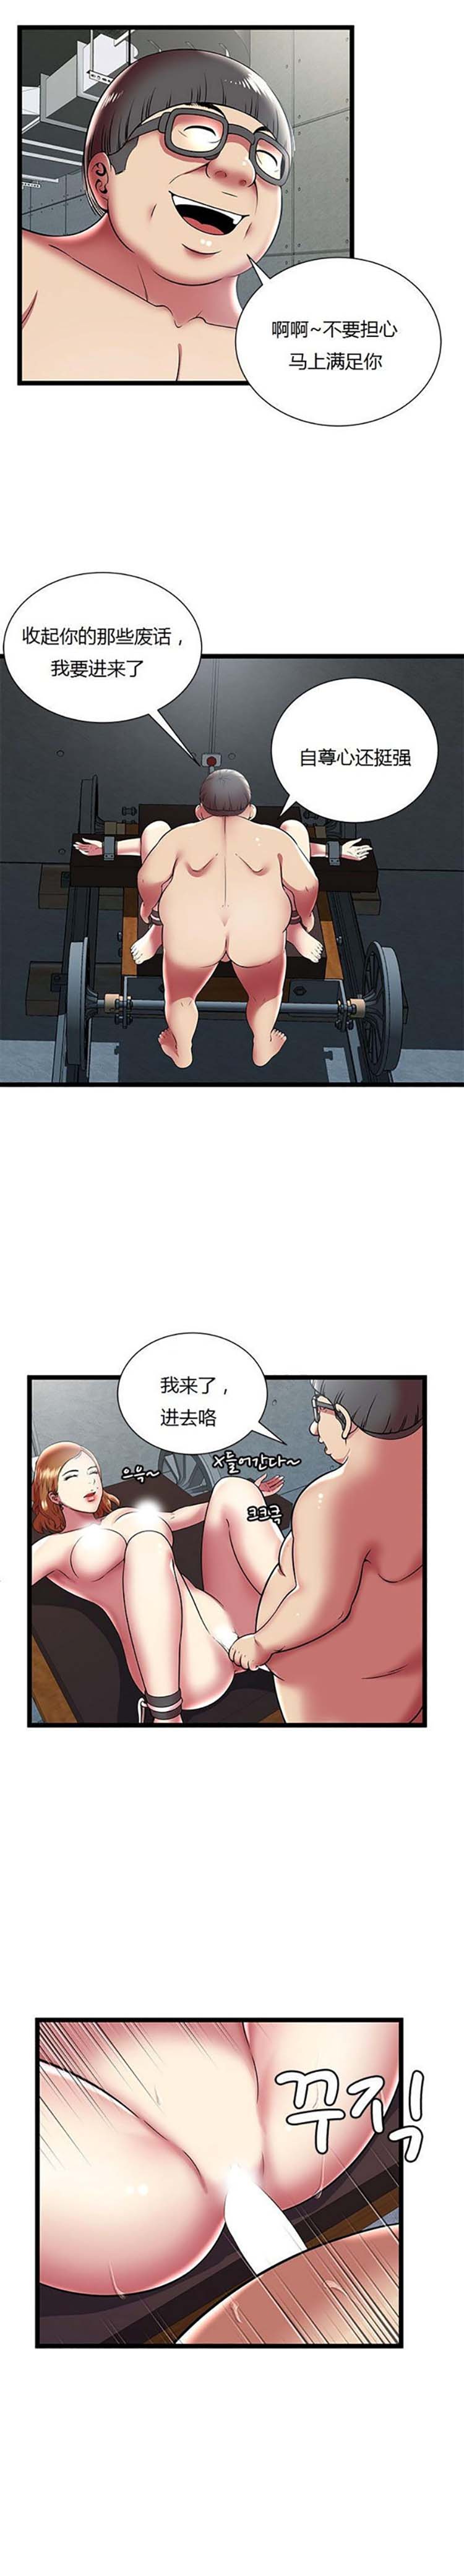 啊啊~不要担心
马上满足你
收起你的那些废话，
我要进来了
自尊心还挺强
我来了，
进去咯
으윽~
X들어간다~
크크큭
꾸직